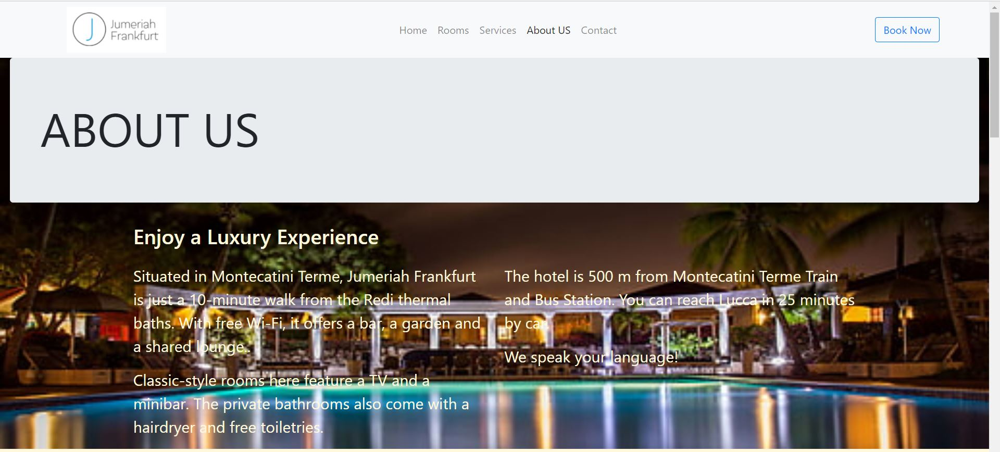 Jumeriah
Frankfurt
Home Rooms Services About US Contact
Book Now
ABOUT US
Enjoy a Luxury Experience
Situated in Montecatini Terme, Jumeriah Frankfurt
is just a 10-minute walk from the Redi thermal
baths. With free Wi-Fi, it offers a bar, a garden and
a shared lounge..
Classic-style rooms here feature a TV and a
minibar. The private bathrooms also come with a
hairdryer and free toiletries.
The hotel is 500 m from Montecatini Terme Train
and Bus Station. You can reach Lucca in 25 minutes
by car.
We speak your language!